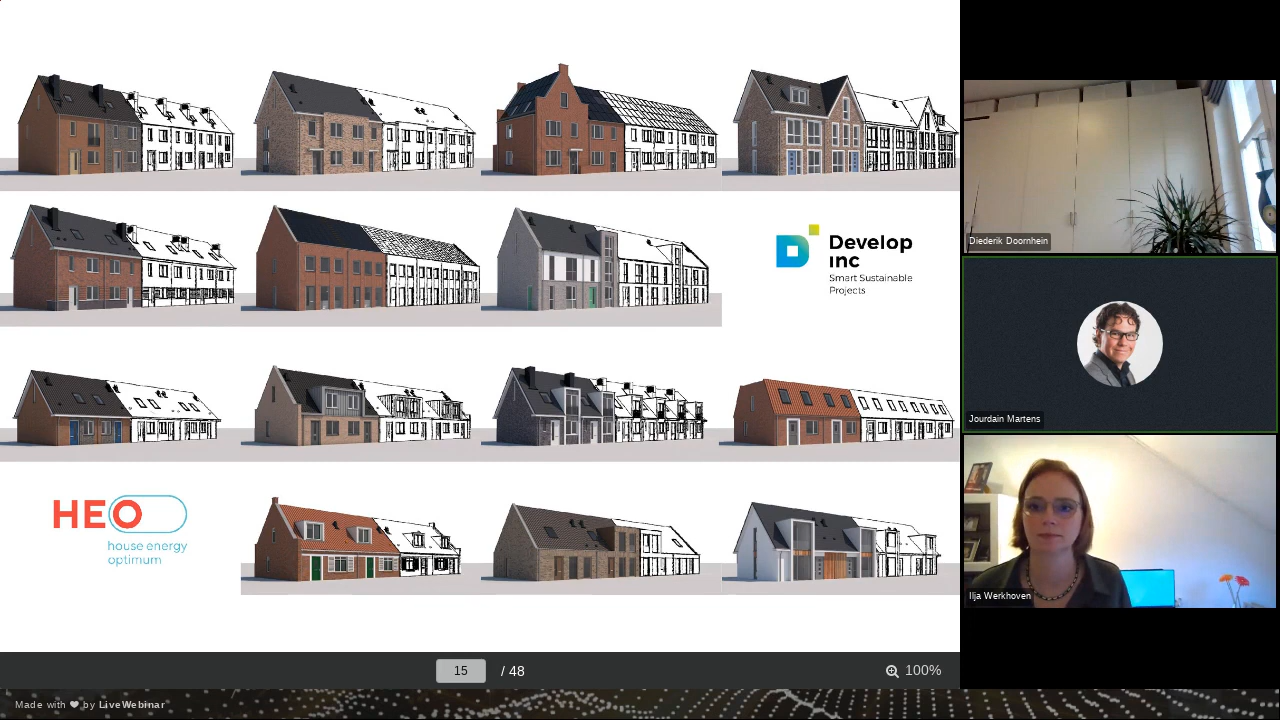 Develop
inc
Smart Sustainable
Projects
HEO
house energy
optimum
Diederik Doornhein
Jourdain Martens
Ilja Werkhoven
15 / 48
100%
Made with ❤ by LiveWebinar